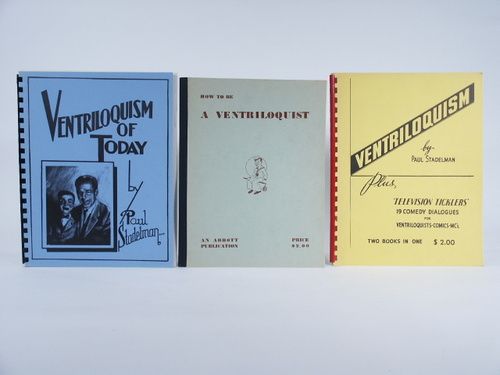 VENTRILOQUISM
OF
TODAY
by
Paul
Stadelman
HOW TO BE
A VENTRILOQUIST
AN ABBOTT
PUBLICATION
PRICE
$2.00
VENTRILOQUISM
by
PAUL STADELMAN
Plus,
"TELEVISION TICKLERS"
19 COMEDY DIALOGUES
FOR
VENTRILOQUISTS-COMICS-M.C's.
TWO BOOKS IN ONE $ 2.00